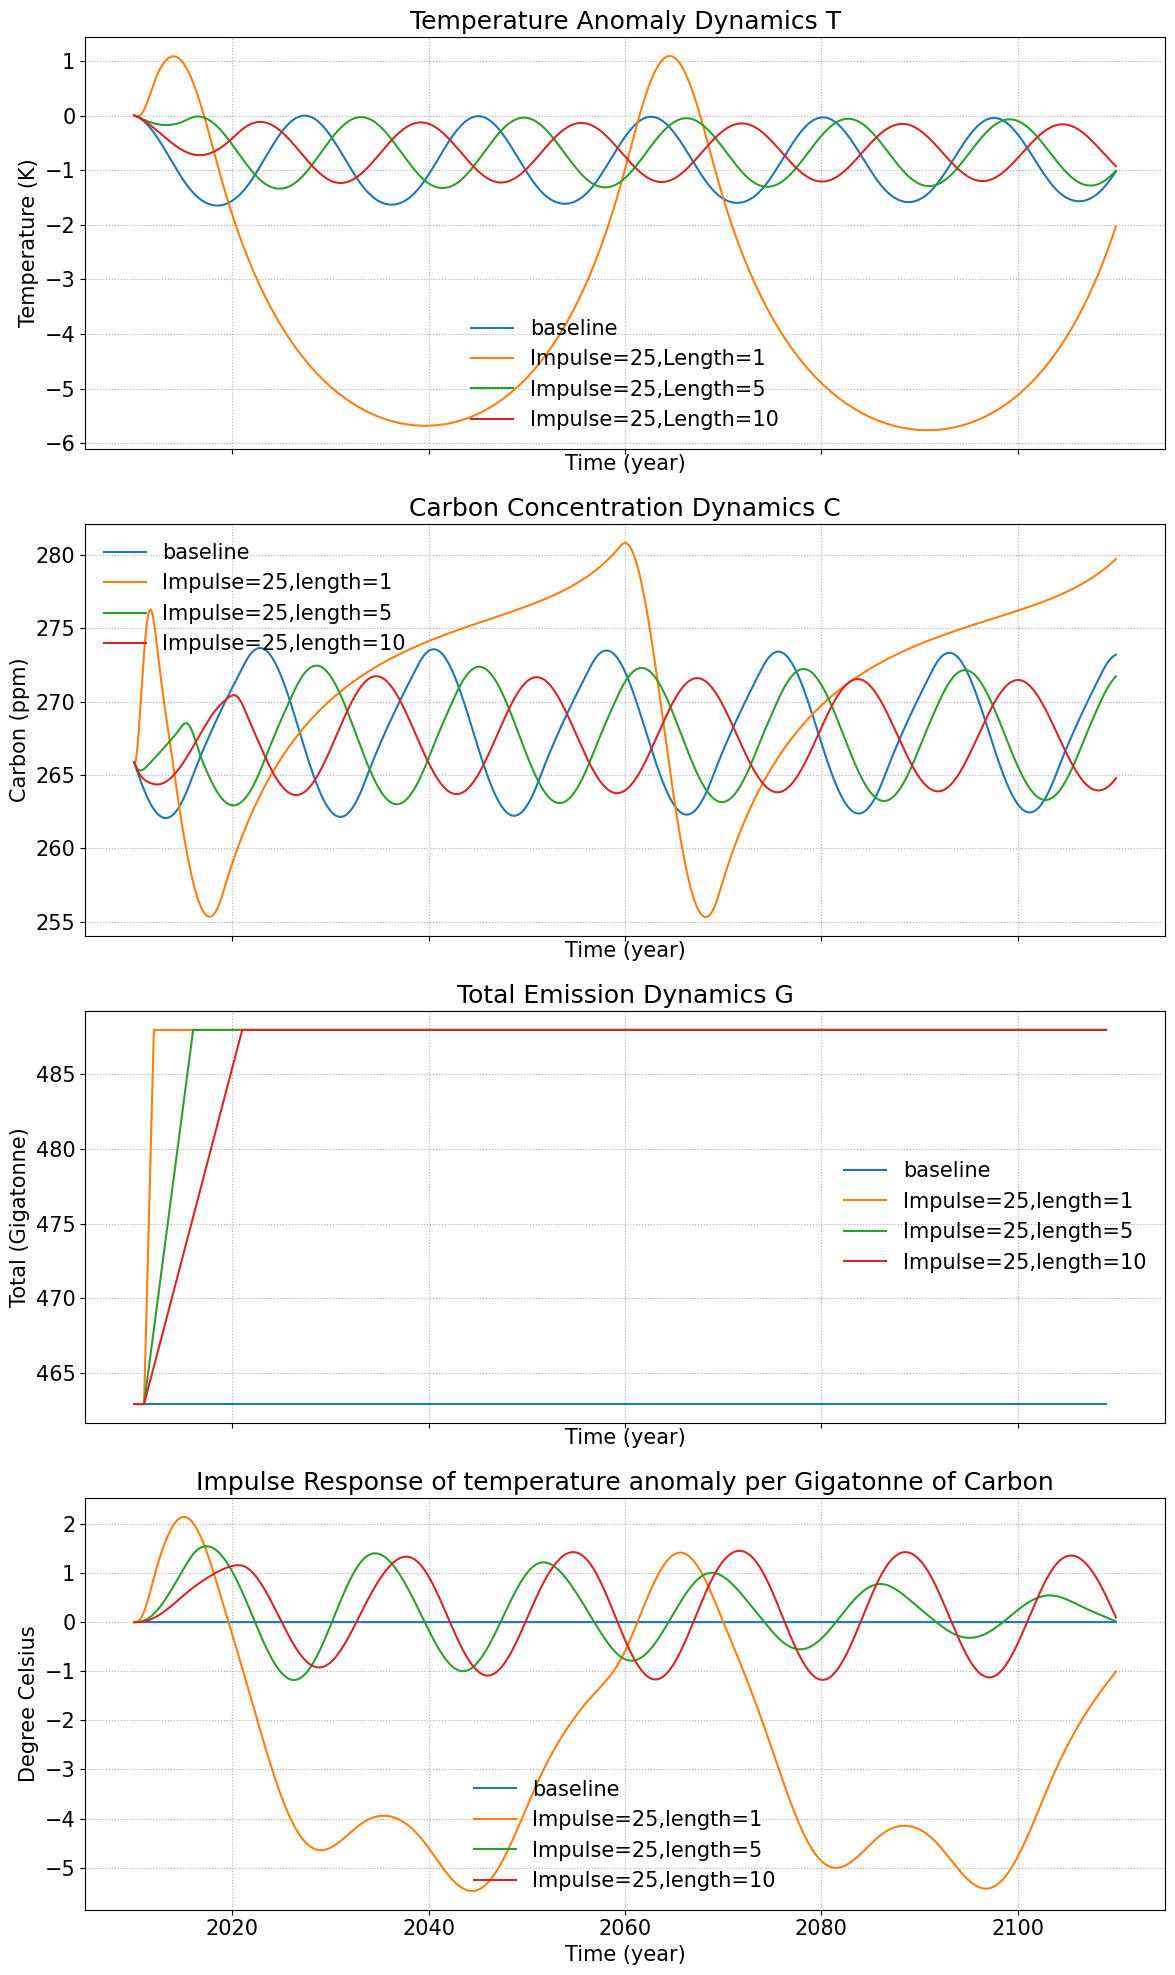 Temperature Anomaly Dynamics T
Temperature (K)
1
0
−1
−2
−3
−4
−5
−6
baseline
Impulse=25,Length=1
Impulse=25,Length=5
Impulse=25,Length=10
Time (year)
Carbon Concentration Dynamics C
Carbon (ppm)
280
275
270
265
260
255
baseline
Impulse=25,length=1
Impulse=25,length=5
Impulse=25,length=10
Time (year)
Total Emission Dynamics G
Total (Gigatonne)
485
480
475
470
465
baseline
Impulse=25,length=1
Impulse=25,length=5
Impulse=25,length=10
Time (year)
Impulse Response of temperature anomaly per Gigatonne of Carbon
Degree Celsius
2
1
0
−1
−2
−3
−4
−5
baseline
Impulse=25,length=1
Impulse=25,length=5
Impulse=25,length=10
2020 2040 2060 2080 2100
Time (year)